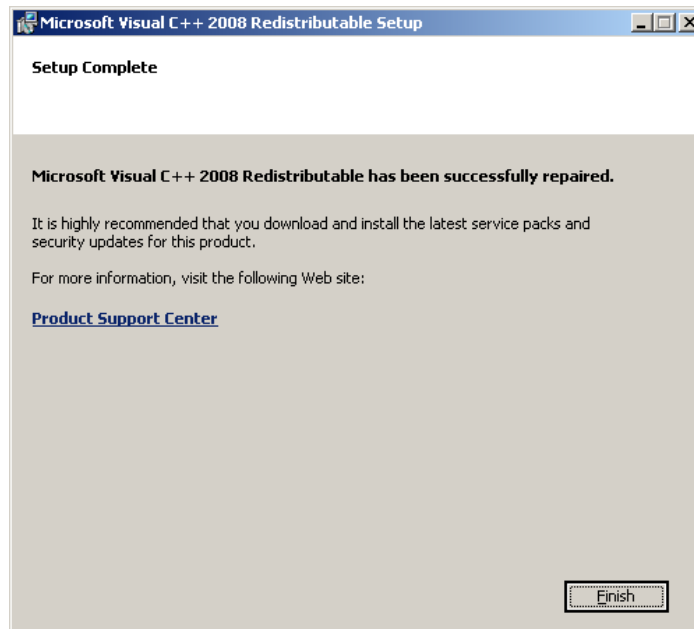 Microsoft Visual C++ 2008 Redistributable Setup
Setup Complete
Microsoft Visual C++ 2008 Redistributable has been successfully repaired.
It is highly recommended that you download and install the latest service packs and
security updates for this product.
For more information, visit the following Web site:
Product Support Center
Finish